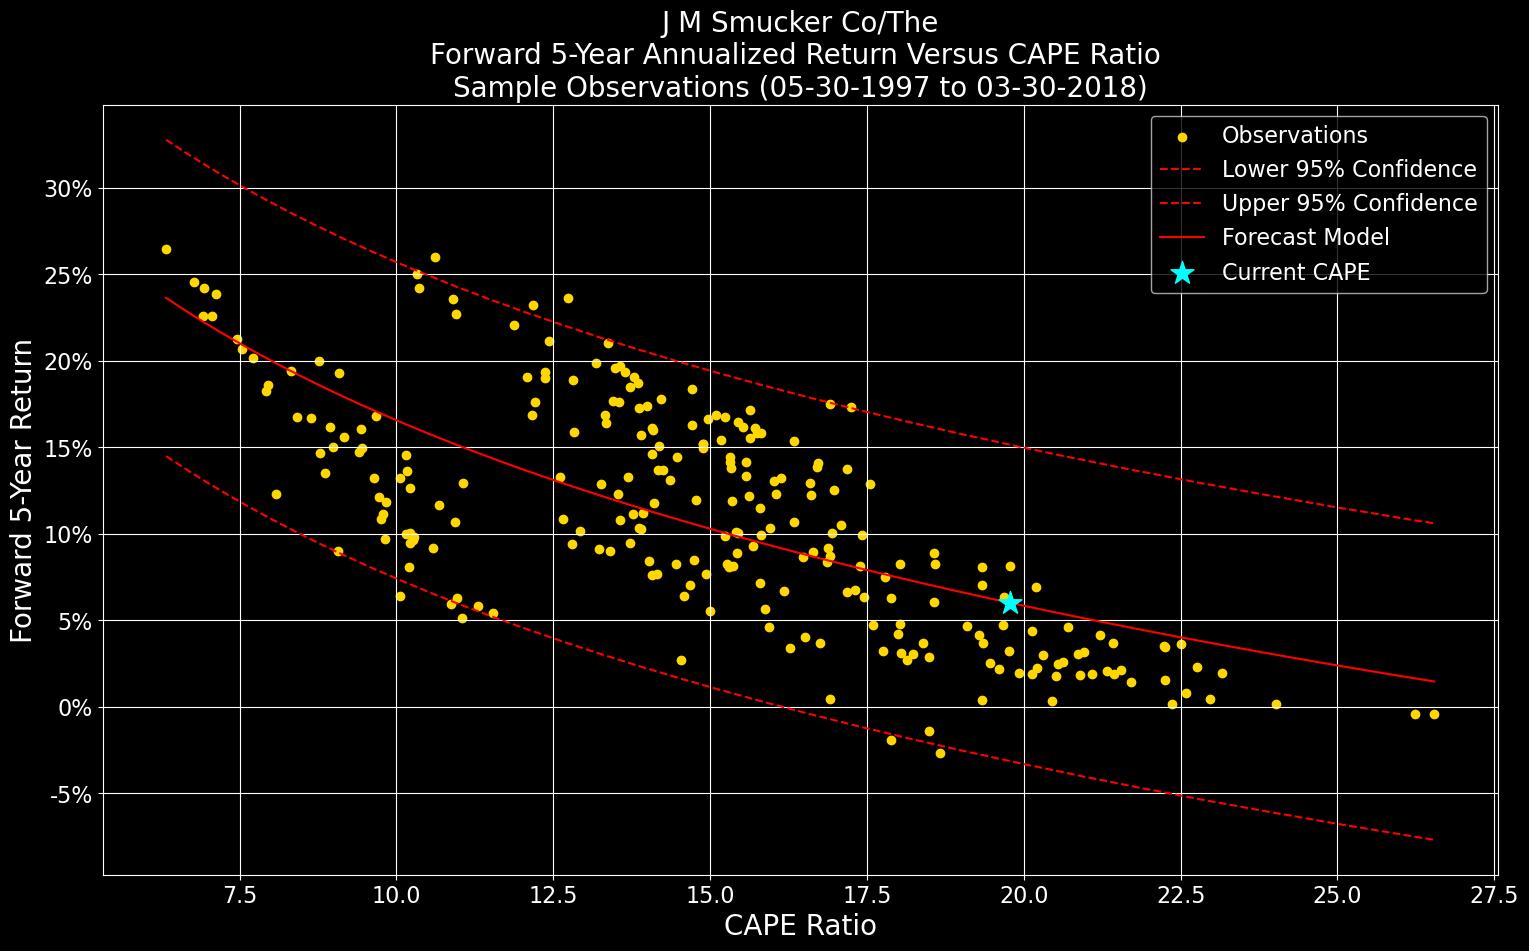 J M Smucker Co/The
Forward 5-Year Annualized Return Versus CAPE Ratio
Sample Observations (05-30-1997 to 03-30-2018)
Observations
Lower 95% Confidence
Upper 95% Confidence
Forecast Model
Current CAPE
Forward 5-Year Return
30%
25%
20%
15%
10%
5%
0%
-5%
7.5 10.0 12.5 15.0 17.5 20.0 22.5 25.0 27.5
CAPE Ratio